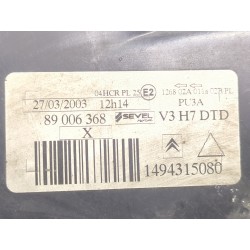 04HCR PL 25 E2
27/03/2003 12h14 PU3A
89 006 368 SEVEL V3 H7 DTD
X
1494315080